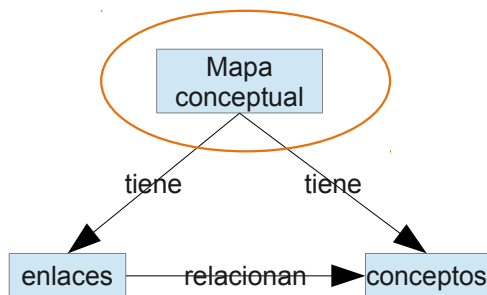 Mapa
conceptual
tiene
tiene
enlaces
relacionan
conceptos